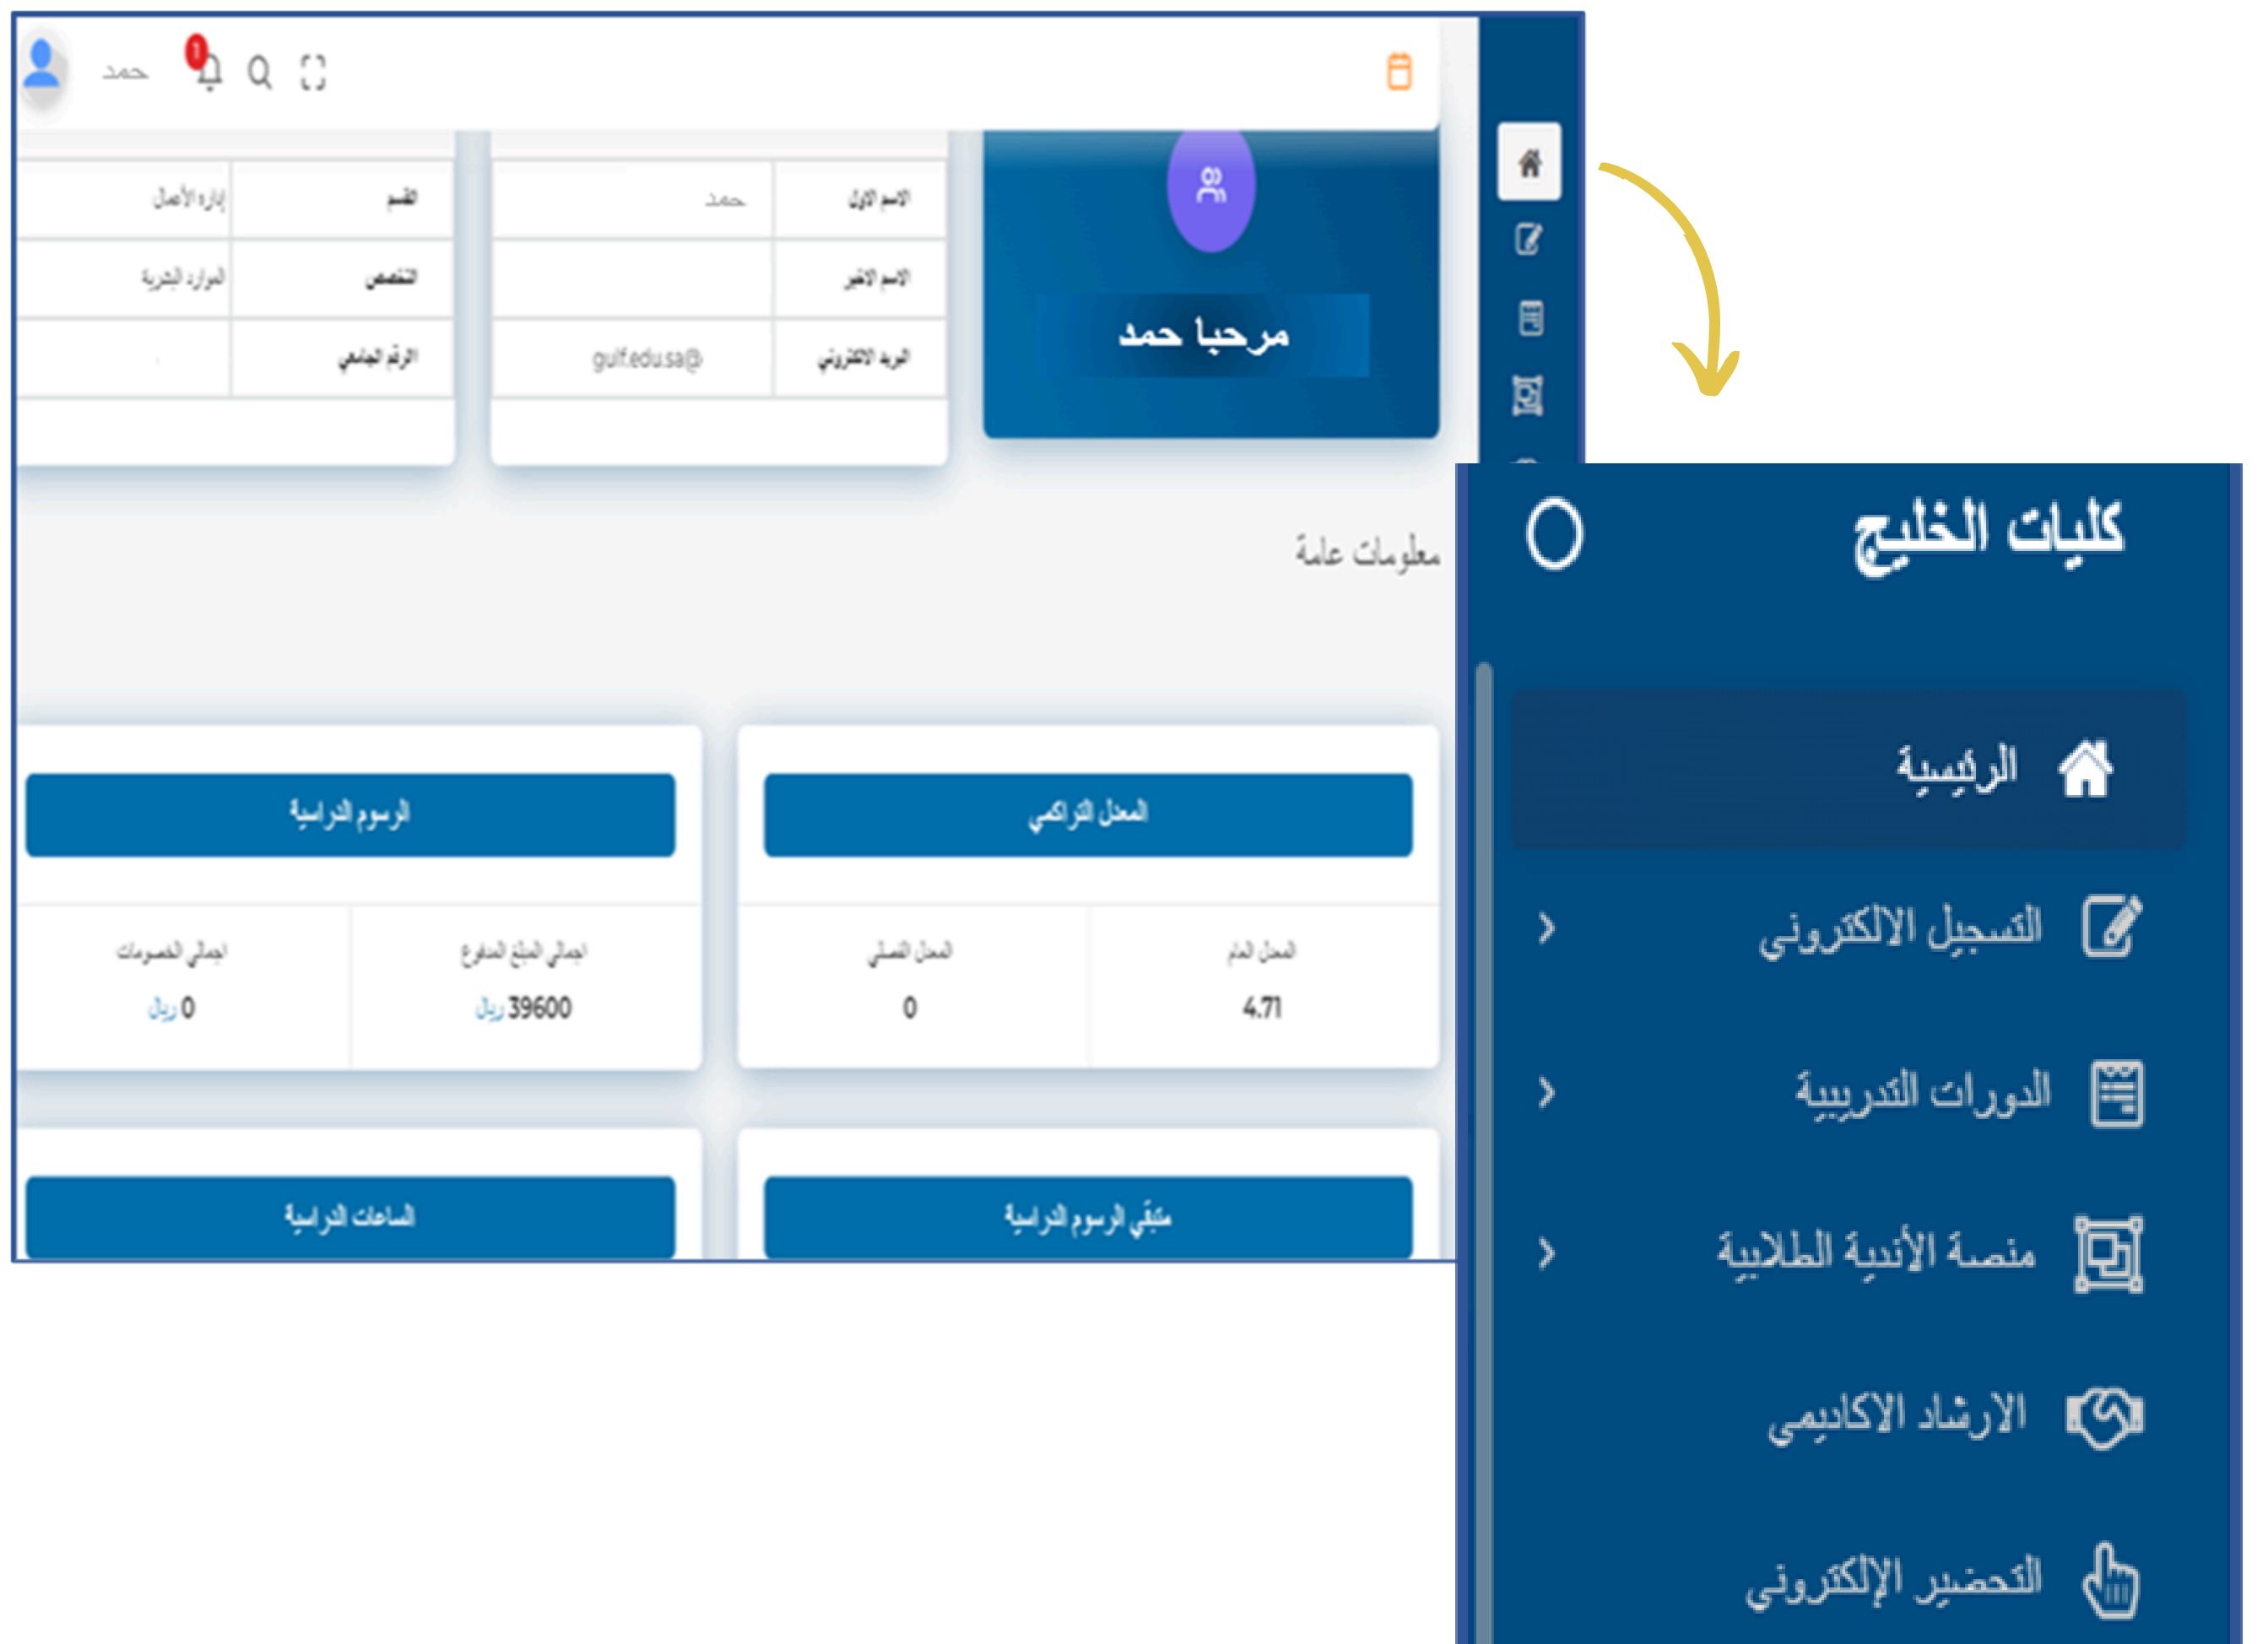 حمد
1
مرحبا حمد
الاسم الاول
حمد
الاسم الاخير
البريد الالكتروني
@gulf.edu.sa
القسم
إدارة الأعمال
التخصص
الموارد البشرية
الرقم الجامعي
معلومات عامة
المعدل التراكمي
المعدل العام
4.71
المعدل الفصلي
0
الرسوم الدراسية
اجمالي المبلغ المدفوع
39600 ريال
اجمالي الخصومات
0 ريال
متبقي الرسوم الدراسية
الساعات الدراسية
كليات الخليج
الرئيسية
التسجيل الالكتروني
الدورات التدريبية
منصة الأندية الطلابية
الارشاد الاكاديمي
التحضير الإلكتروني